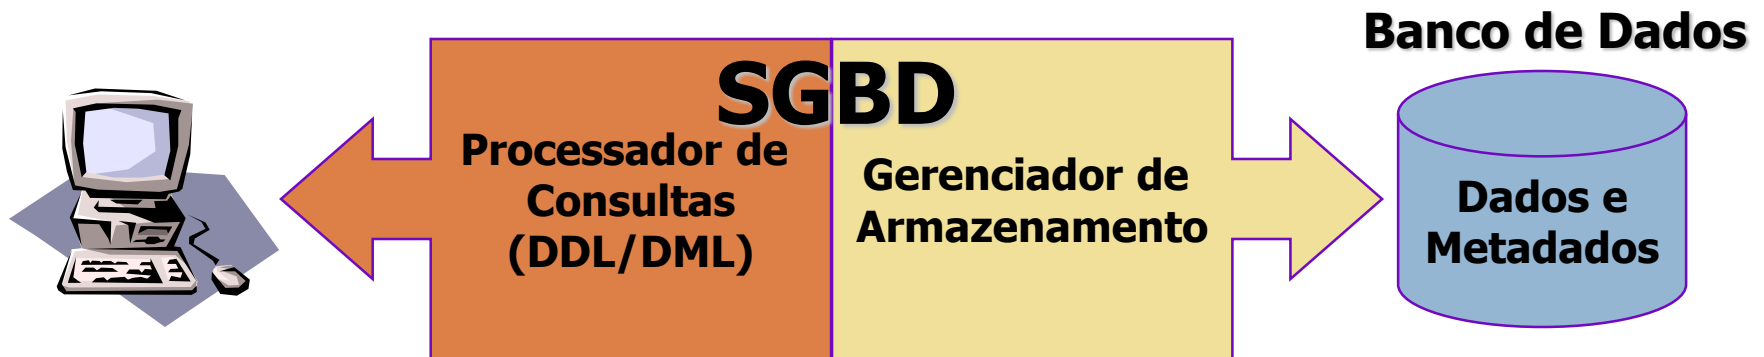 Banco de Dados
SGBD
Processador de
Consultas
(DDL/DML)
Gerenciador de
Armazenamento
Dados e
Metadados